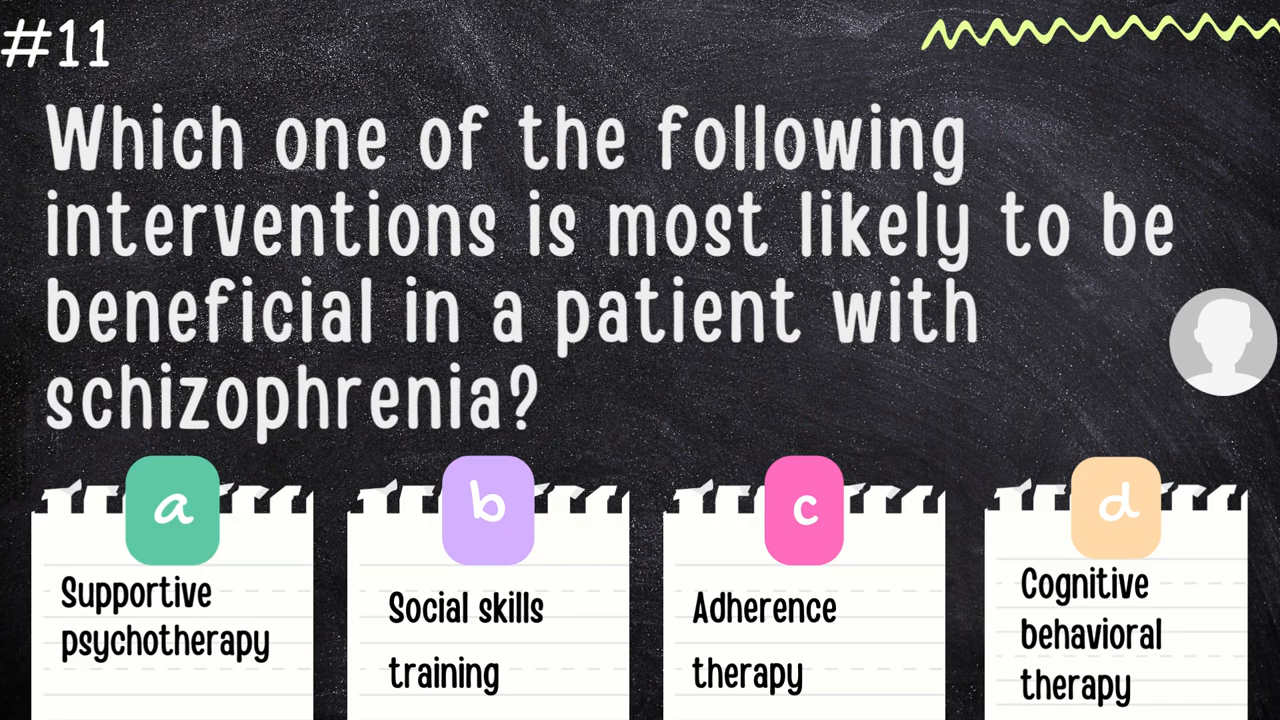 #11
Which one of the following
interventions is most likely to be
beneficial in a patient with
schizophrenia?
a
Supportive
psychotherapy
b
Social skills
training
c
Adherence
therapy
d
Cognitive
behavioral
therapy